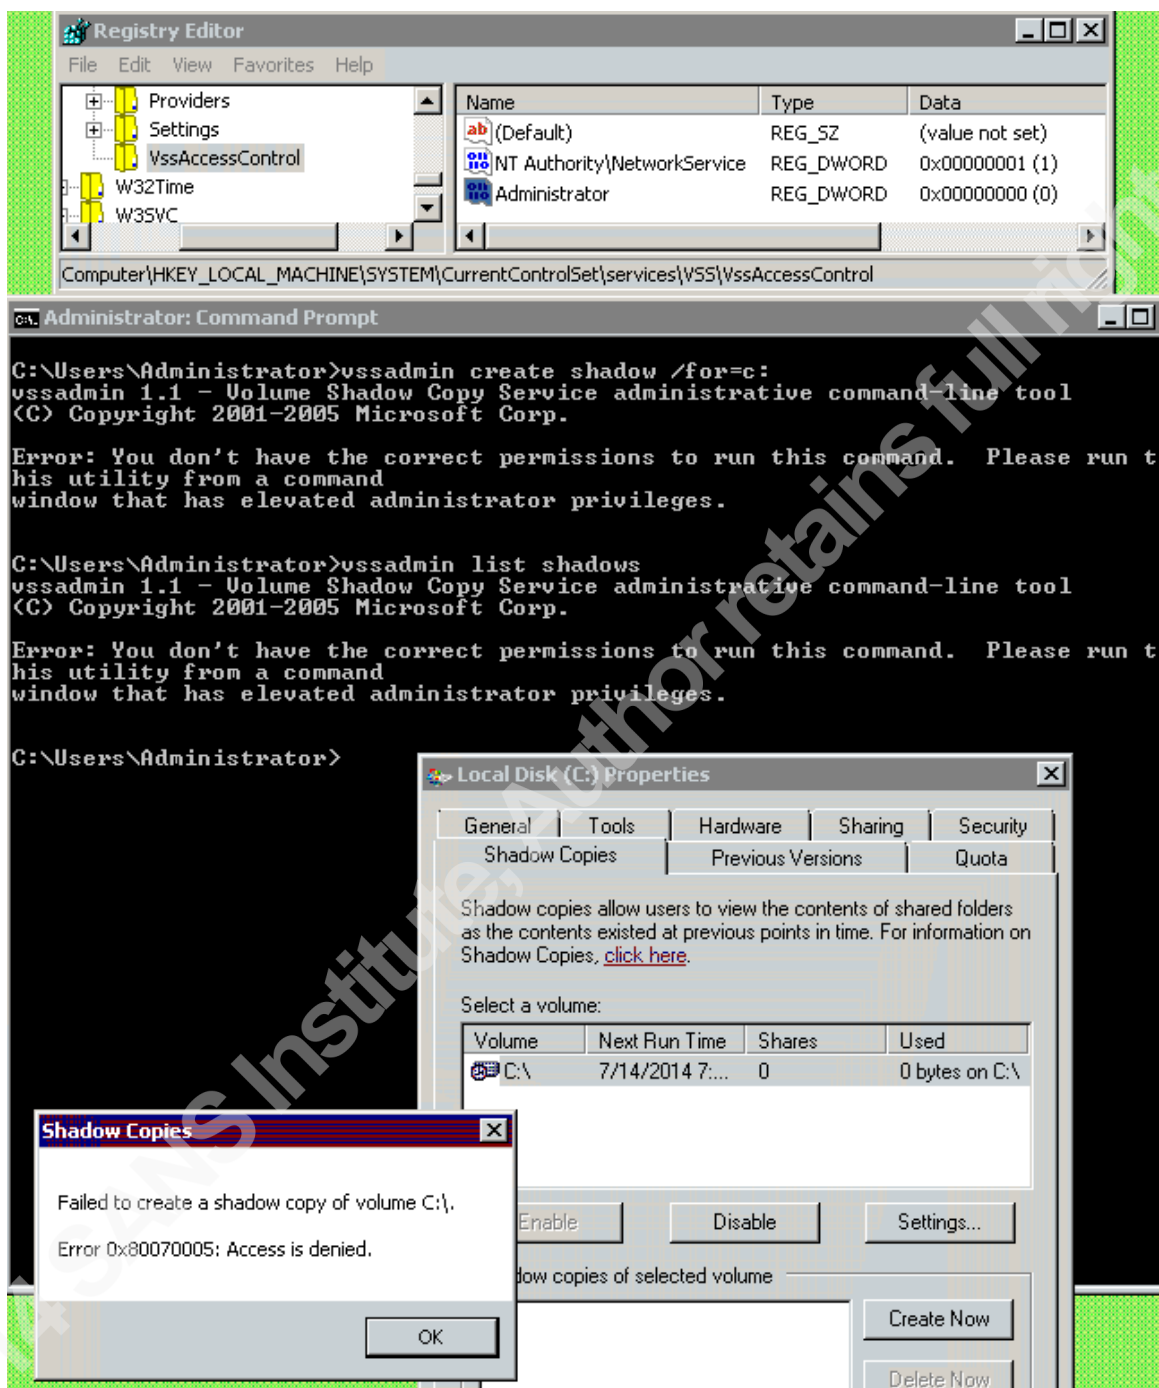 Registry Editor
File Edit View Favorites Help
Providers
Settings
VssAccessControl
W32Time
W3SVC
Name Type Data
(Default) REG_SZ (value not set)
NT Authority\NetworkService REG_DWORD 0x00000001 (1)
Administrator REG_DWORD 0x00000000 (0)
Computer\HKEY_LOCAL_MACHINE\SYSTEM\CurrentControlSet\services\VSS\VssAccessControl
Administrator: Command Prompt
C:\Users\Administrator>vssadmin create shadow /for=c:
vssadmin 1.1 - Volume Shadow Copy Service administrative command-line tool
(C) Copyright 2001-2005 Microsoft Corp.
Error: You don't have the correct permissions to run this command.  Please run t
his utility from a command
window that has elevated administrator privileges.
C:\Users\Administrator>vssadmin list shadows
vssadmin 1.1 - Volume Shadow Copy Service administrative command-line tool
(C) Copyright 2001-2005 Microsoft Corp.
Error: You don't have the correct permissions to run this command.  Please run t
his utility from a command
window that has elevated administrator privileges.
C:\Users\Administrator>
Local Disk (C:) Properties
General Tools Hardware Sharing Security
Shadow Copies Previous Versions Quota
Shadow copies allow users to view the contents of shared folders
as the contents existed at previous points in time. For information on
Shadow Copies, click here.
Select a volume:
Volume Next Run Time Shares Used
C:\ 7/14/2014 7:... 0 0 bytes on C:\
Enable Disable Settings...
dow copies of selected volume
Create Now
Delete Now
Shadow Copies
Failed to create a shadow copy of volume C:\.
Error 0x80070005: Access is denied.
OK
4 SANS Institute, Author retains full right